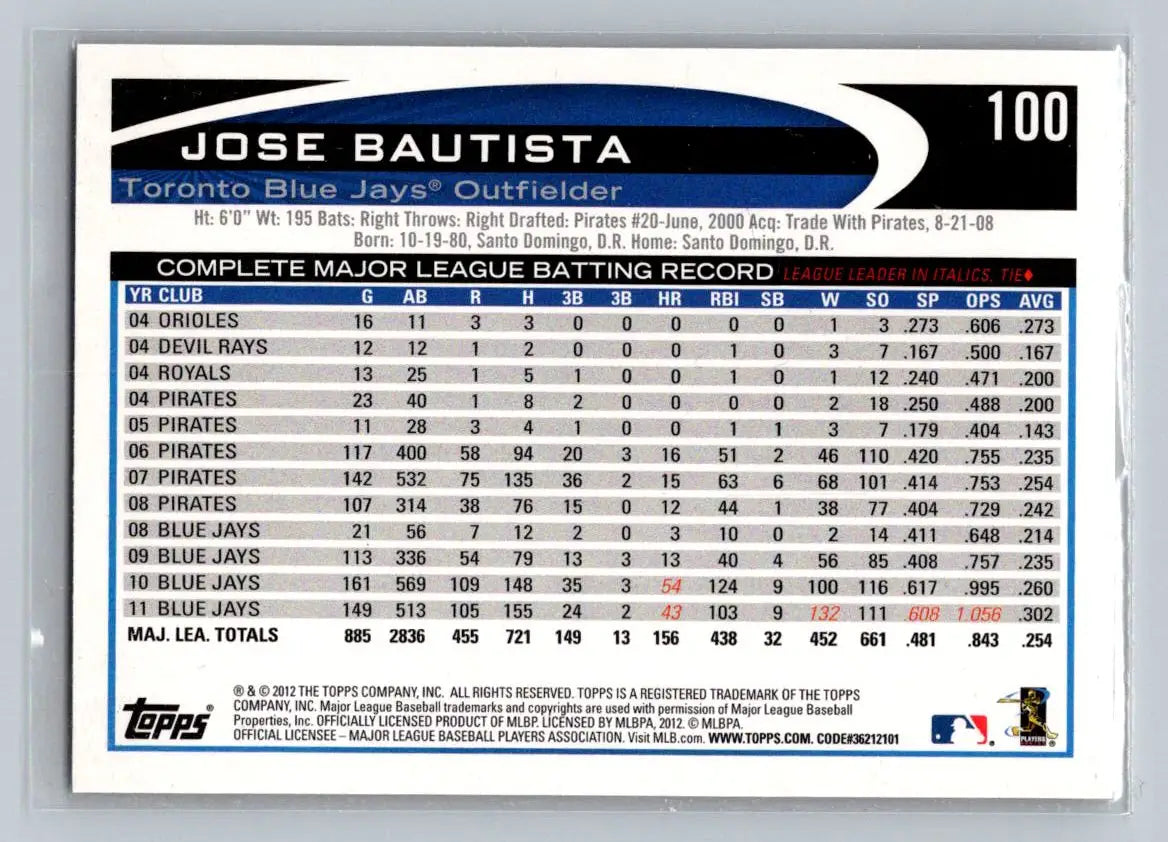 100
JOSE BAUTISTA
Toronto Blue Jays® Outfielder
Ht: 6'0" Wt: 195 Bats: Right Throws: Right Drafted: Pirates #20-June, 2000 Acq: Trade With Pirates, 8-21-08
Born: 10-19-80, Santo Domingo, D.R. Home: Santo Domingo, D.R.
COMPLETE MAJOR LEAGUE BATTING RECORD LEAGUE LEADER IN ITALICS, TIE♦
YR CLUB G AB R H 3B 3B HR RBI SB W SO SP OPS AVG
04 ORIOLES 16 11 3 3 0 0 0 0 0 1 3 .273 .606 .273
04 DEVIL RAYS 12 12 1 2 0 0 0 1 0 3 7 .167 .500 .167
04 ROYALS 13 25 1 5 1 0 0 1 0 1 12 .240 .471 .200
04 PIRATES 23 40 1 8 2 0 0 0 0 2 18 .250 .488 .200
05 PIRATES 11 28 3 4 1 0 0 1 1 3 7 .179 .404 .143
06 PIRATES 117 400 58 94 20 3 16 51 2 46 110 .420 .755 .235
07 PIRATES 142 532 75 135 36 2 15 63 6 68 101 .414 .753 .254
08 PIRATES 107 314 38 76 15 0 12 44 1 38 77 .404 .729 .242
08 BLUE JAYS 21 56 7 12 2 0 3 10 0 2 14 .411 .648 .214
09 BLUE JAYS 113 336 54 79 13 3 13 40 4 56 85 .408 .757 .235
10 BLUE JAYS 161 569 109 148 35 3 54 124 9 100 116 .617 .995 .260
11 BLUE JAYS 149 513 105 155 24 2 43 103 9 132 111 .608 1.056 .302
MAJ. LEA. TOTALS 885 2836 455 721 149 13 156 438 32 452 661 .481 .843 .254
® & © 2012 THE TOPPS COMPANY, INC. ALL RIGHTS RESERVED. TOPPS IS A REGISTERED TRADEMARK OF THE TOPPS
COMPANY, INC. Major League Baseball trademarks and copyrights are used with permission of Major League Baseball
Properties, Inc. OFFICIALLY LICENSED PRODUCT OF MLBP. LICENSED BY MLBPA, 2012. © MLBPA.
OFFICIAL LICENSEE – MAJOR LEAGUE BASEBALL PLAYERS ASSOCIATION. Visit MLB.com. WWW.TOPPS.COM. CODE#36212101
topps®
PLAYERS